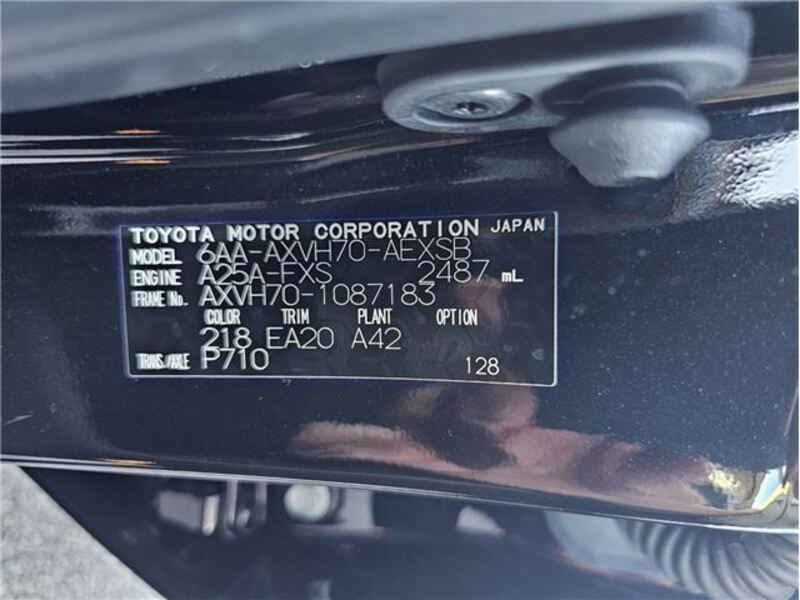 TOYOTA MOTOR CORPORATION JAPAN
MODEL 6AA-AXVH70-AEXSB
ENGINE A25A-FXS 2487 mL
FRAME No. AXVH70-1087183
COLOR TRIM PLANT OPTION
218 EA20 A42
TRANS./AXLE P710 128